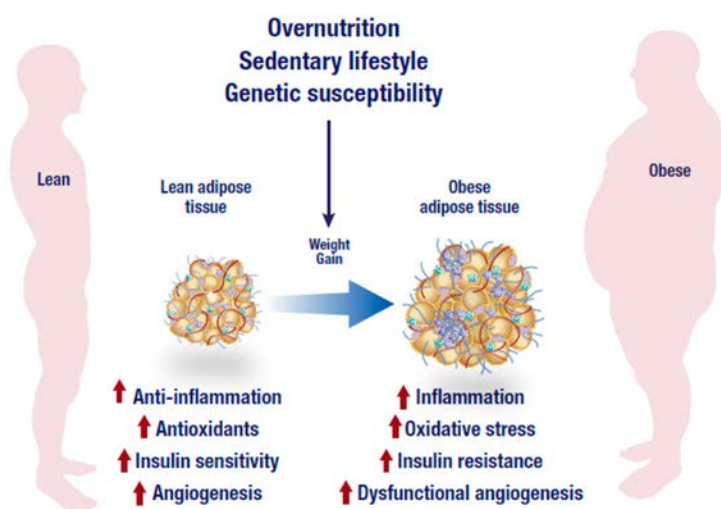 Overnutrition
Sedentary lifestyle
Genetic susceptibility
Lean
Obese
Lean adipose
tissue
Obese
adipose tissue
Weight
Gain
Anti-inflammation
Antioxidants
Insulin sensitivity
Angiogenesis
Inflammation
Oxidative stress
Insulin resistance
Dysfunctional angiogenesis